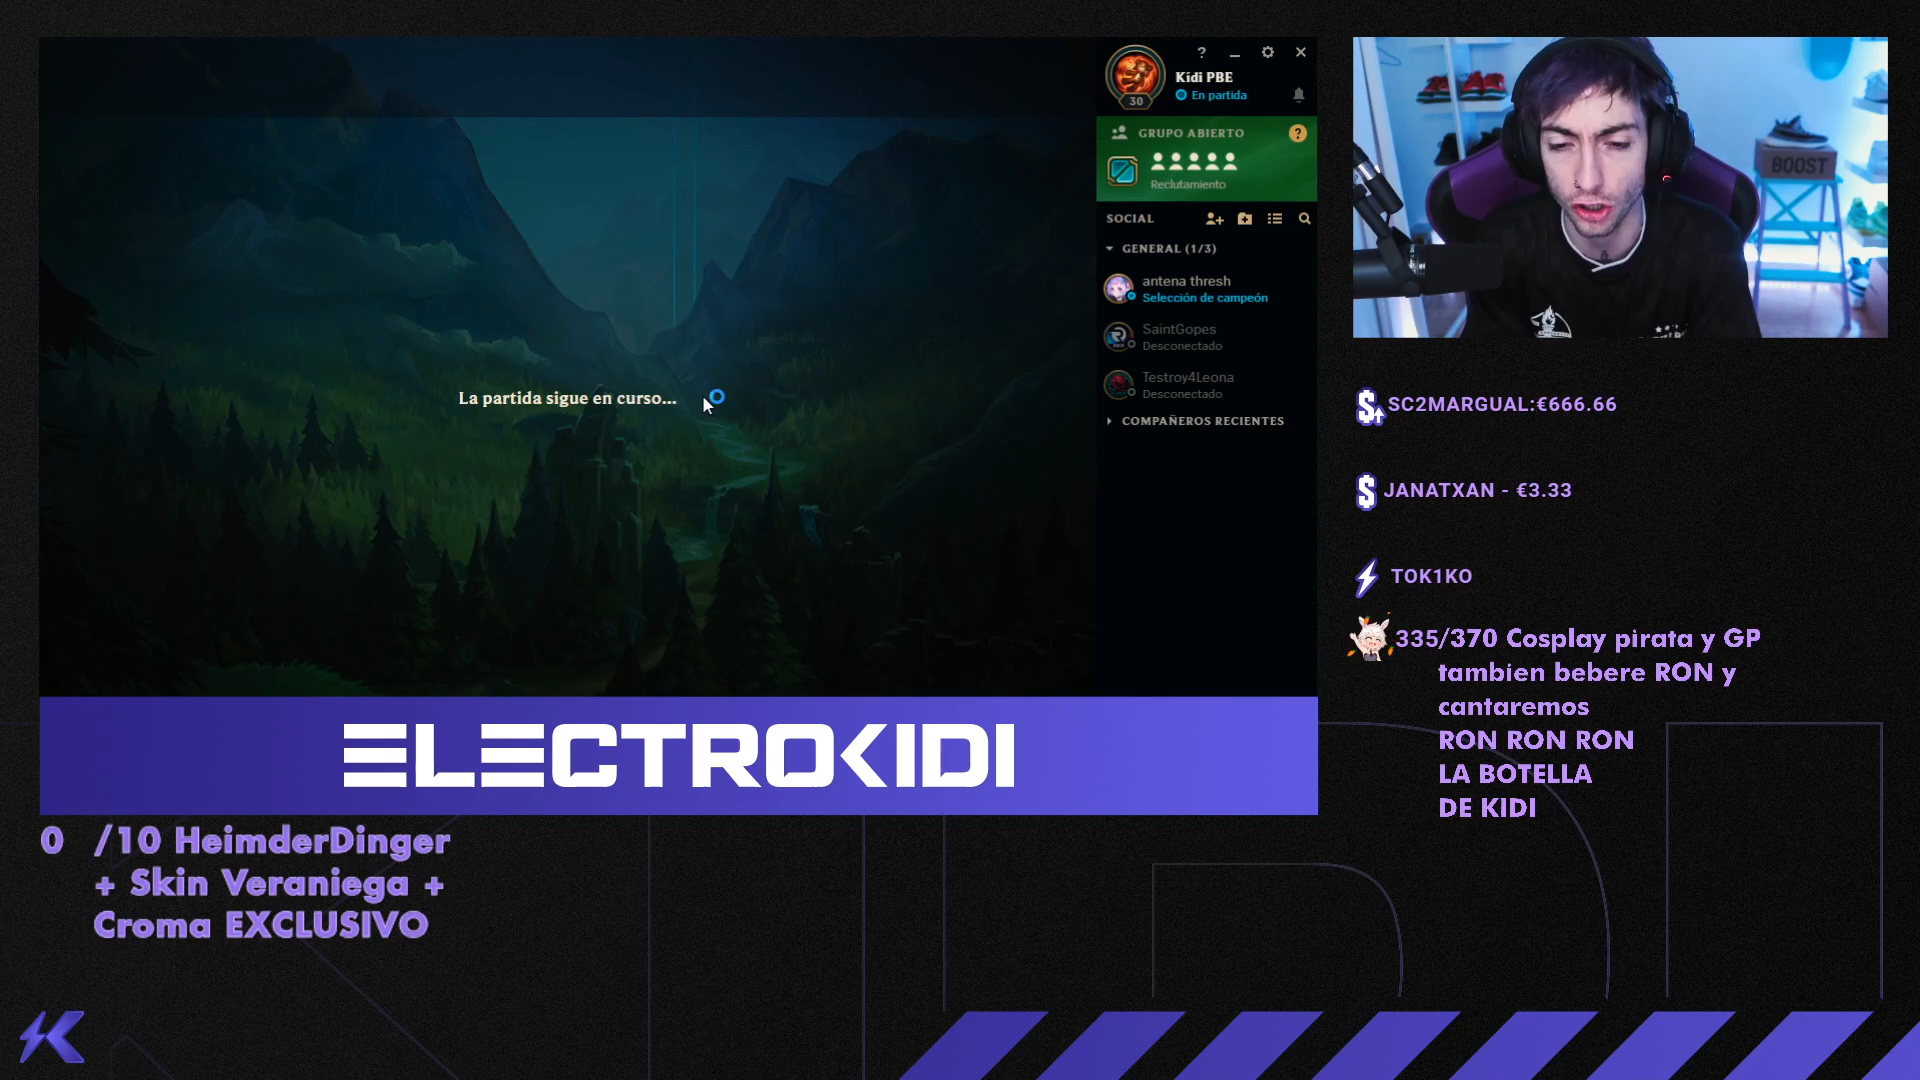 Kidi PBE
En partida
30
GRUPO ABIERTO
?
Reclutamiento
SOCIAL
GENERAL (1/3)
antena thresh
Selección de campeón
SaintGopes
Desconectado
Testroy4Leona
Desconectado
COMPAÑEROS RECIENTES
La partida sigue en curso...
BOOST
SC2MARGUAL:€666.66
JANATXAN - €3.33
TOK1KO
335/370 Cosplay pirata y GP
tambien bebere RON y
cantaremos
RON RON RON
LA BOTELLA
DE KIDI
ELECTROKIDI
0 /10 HeimderDinger
+ Skin Veraniega +
Croma EXCLUSIVO